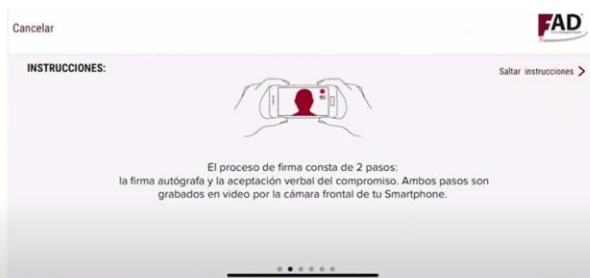 Cancelar
FAD
INSTRUCCIONES:
Saltar instrucciones
El proceso de firma consta de 2 pasos:
la firma autógrafa y la aceptación verbal del compromiso. Ambos pasos son
grabados en video por la cámara frontal de tu Smartphone.